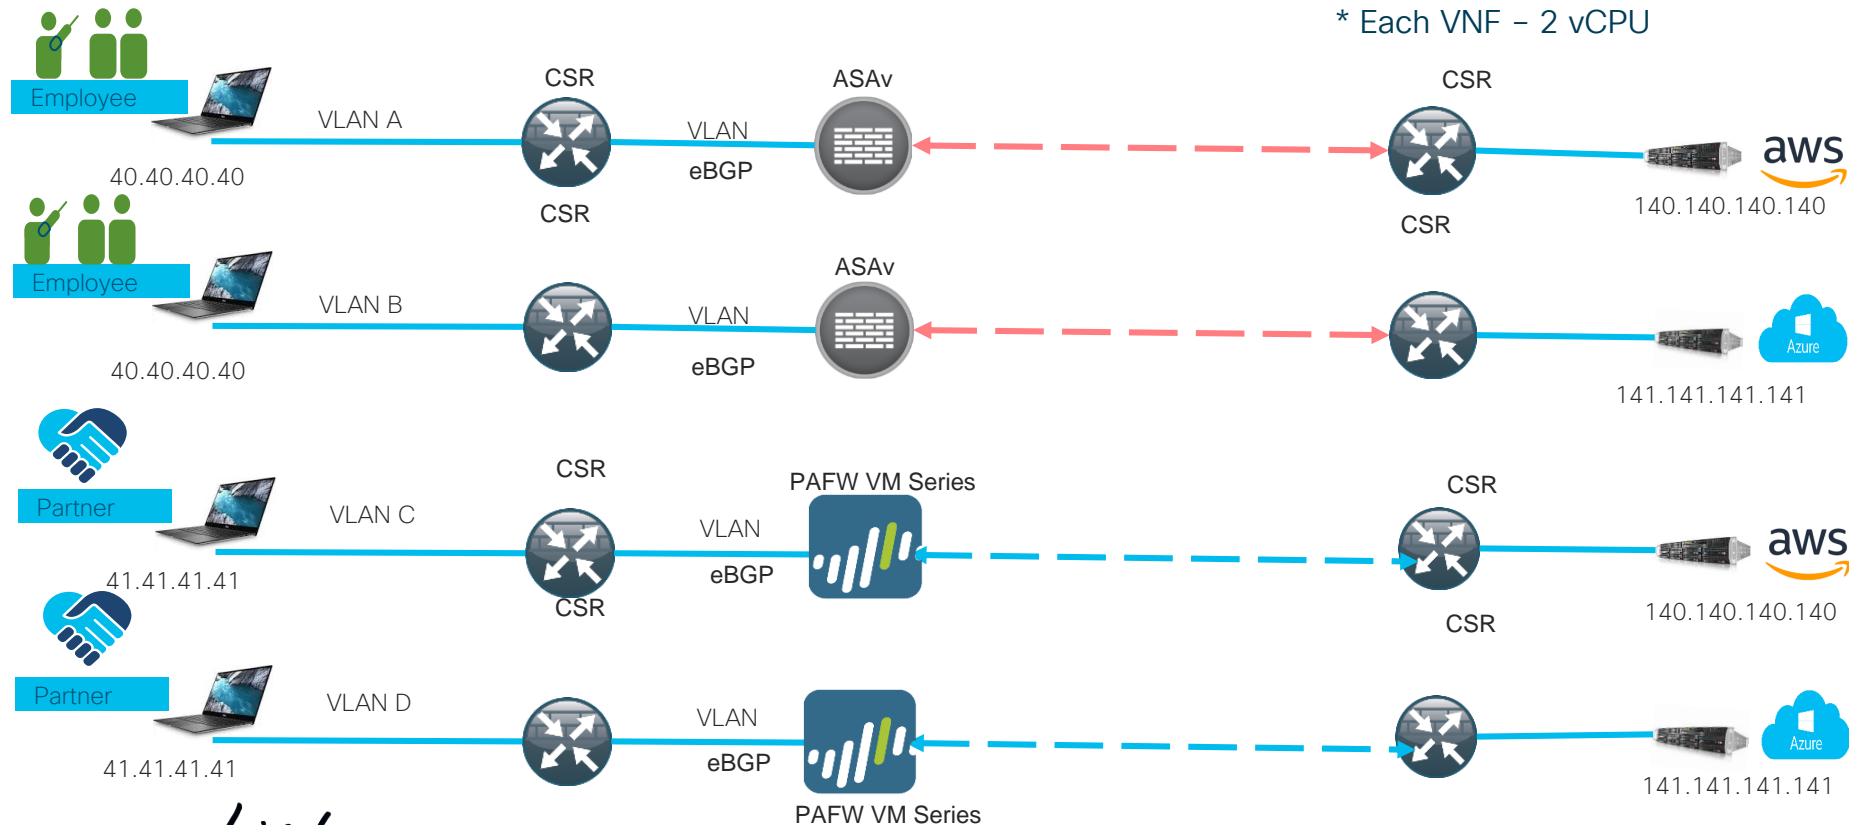 * Each VNF – 2 vCPU
CSR
ASAv
CSR
Employee
VLAN A
VLAN
eBGP
aws
40.40.40.40
140.140.140.140
CSR
CSR
ASAv
Employee
VLAN B
VLAN
eBGP
Azure
40.40.40.40
141.141.141.141
CSR
PAFW VM Series
CSR
Partner
VLAN C
VLAN
eBGP
aws
41.41.41.41
140.140.140.140
CSR
CSR
Partner
VLAN D
VLAN
eBGP
Azure
41.41.41.41
141.141.141.141
PAFW VM Series